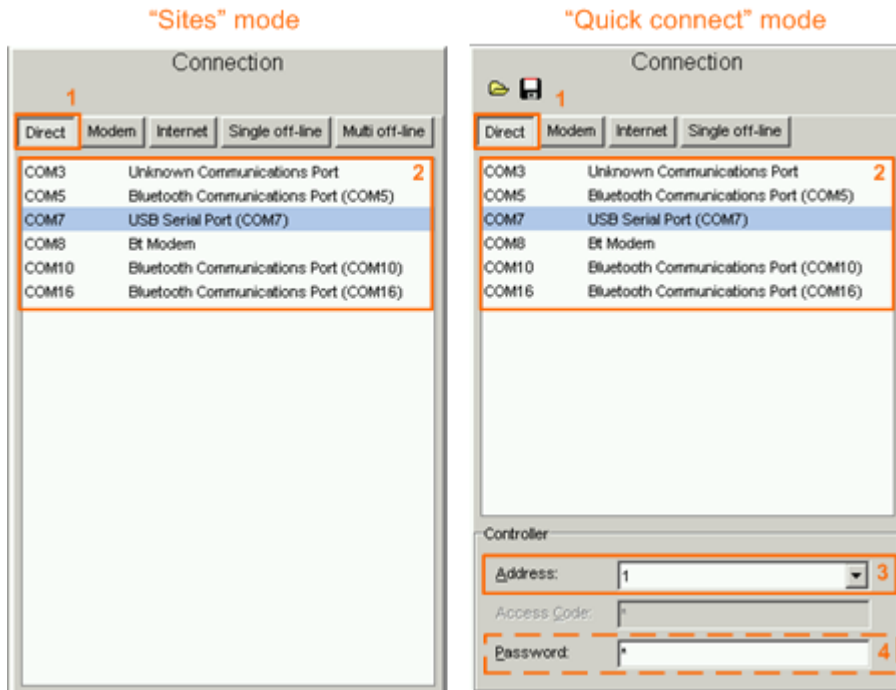 "Sites" mode
Connection
1
Direct Modem Internet Single off-line Multi off-line
COM3 Unknown Communications Port 2
COM5 Bluetooth Communications Port (COM5)
COM7 USB Serial Port (COM7)
COM8 Bt Modem
COM10 Bluetooth Communications Port (COM10)
COM16 Bluetooth Communications Port (COM16)
"Quick connect" mode
Connection
1
Direct Modem Internet Single off-line
COM3 Unknown Communications Port 2
COM5 Bluetooth Communications Port (COM5)
COM7 USB Serial Port (COM7)
COM8 Bt Modem
COM10 Bluetooth Communications Port (COM10)
COM16 Bluetooth Communications Port (COM16)
Controller
Address: 1 3
Access Code: *
Password: * 4